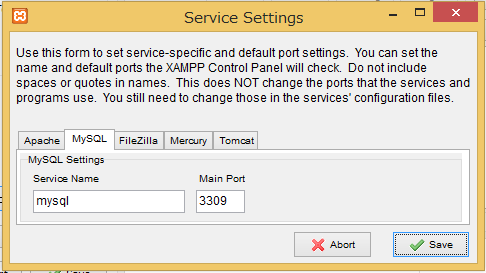 Service Settings
Use this form to set service-specific and default port settings. You can set the
name and default ports the XAMPP Control Panel will check. Do not include
spaces or quotes in names. This does NOT change the ports that the services and
programs use. You still need to change those in the services' configuration files.
Apache MySQL FileZilla Mercury Tomcat
MySQL Settings
Service Name Main Port
mysql 3309
Abort Save